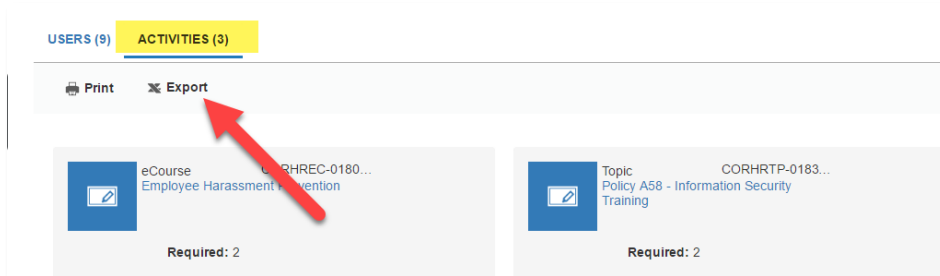 USERS (9) ACTIVITIES (3)
Print Export
eCourse
Employee Harassment
Required: 2
Topic CORHRTP-0183...
Policy A58 - Information Security
Training
Required: 2